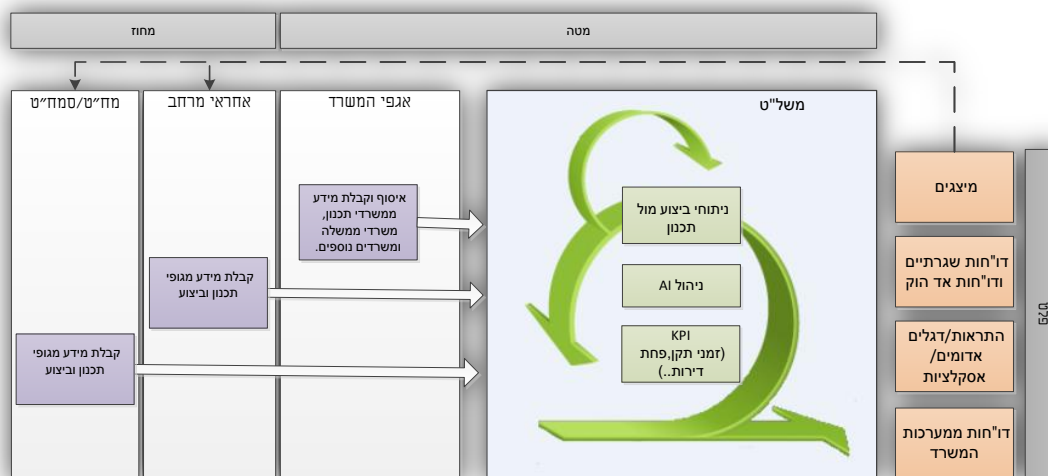 מטה
מחוז
משל"ט
אגפי המשרד
אחראי מרחב
מח"ט/סמח"ט
איסוף וקבלת מידע
ממשרדי תכנון,
משרדי ממשלה
ומשרדים נוספים.
קבלת מידע מגופי
תכנון וביצוע
קבלת מידע מגופי
תכנון וביצוע
ניתוחי ביצוע מול
תכנון
ניהול AI
KPI
(זמני תקן,פחת
דירות..)
מיצגים
דו"חות שגרתיים
ודו"חות אד הוק
התראות/דגלים
אדומים/
אסקלציות
דו"חות ממערכות
המשרד
פלט